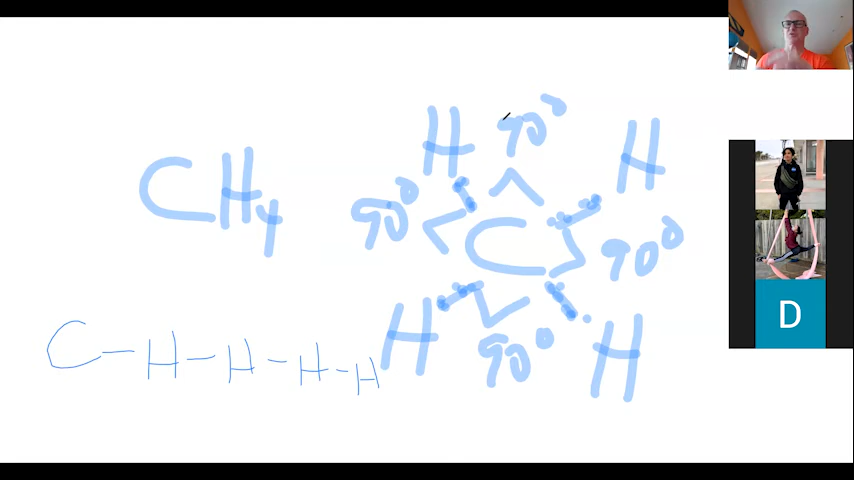 H 90° H
CH4
90° C 90°
H 90° H
C-H-H-H-H
D